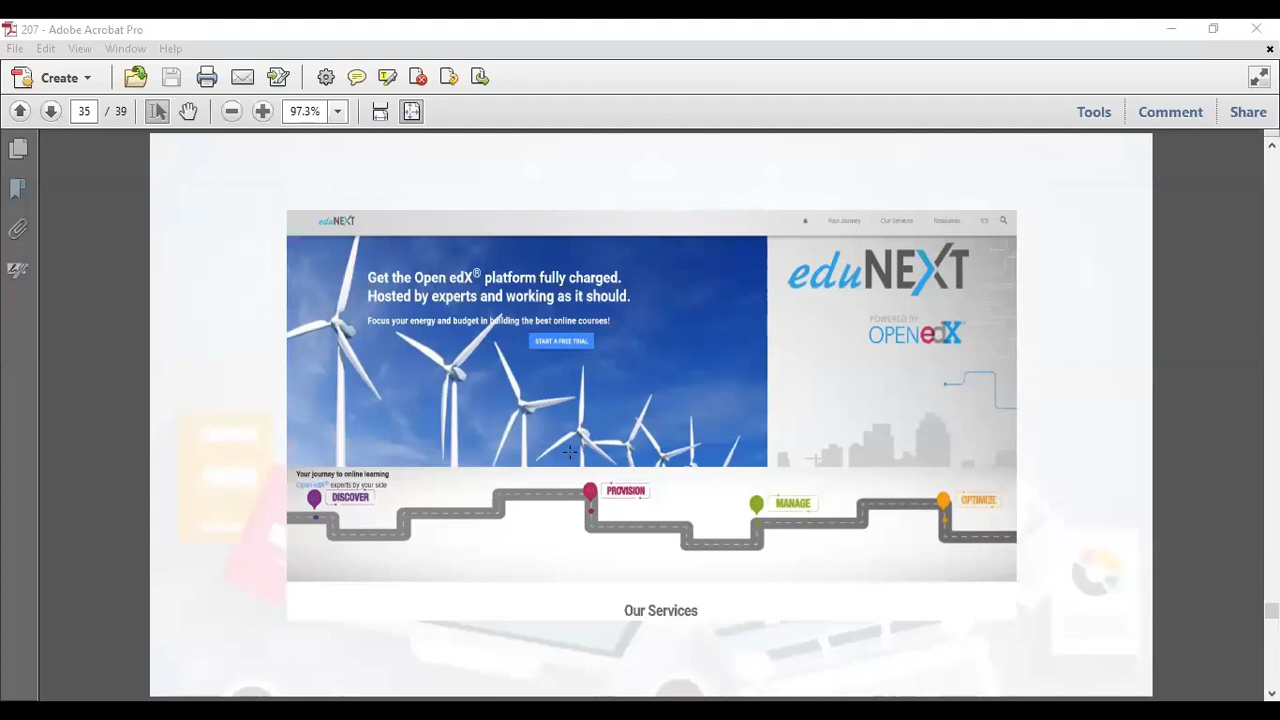 207 - Adobe Acrobat Pro
File Edit View Window Help
Create
35 / 39 97.3% Tools Comment Share
eduNEXT Your Journey Our Services Resources ES
Get the Open edX® platform fully charged.
Hosted by experts and working as it should.
Focus your energy and budget in building the best online courses!
START A FREE TRIAL
eduNEXT
POWERED BY
OPEN edX
Your journey to online learning
Open edX® experts by your side
DISCOVER
PROVISION
MANAGE
OPTIMIZE
Our Services